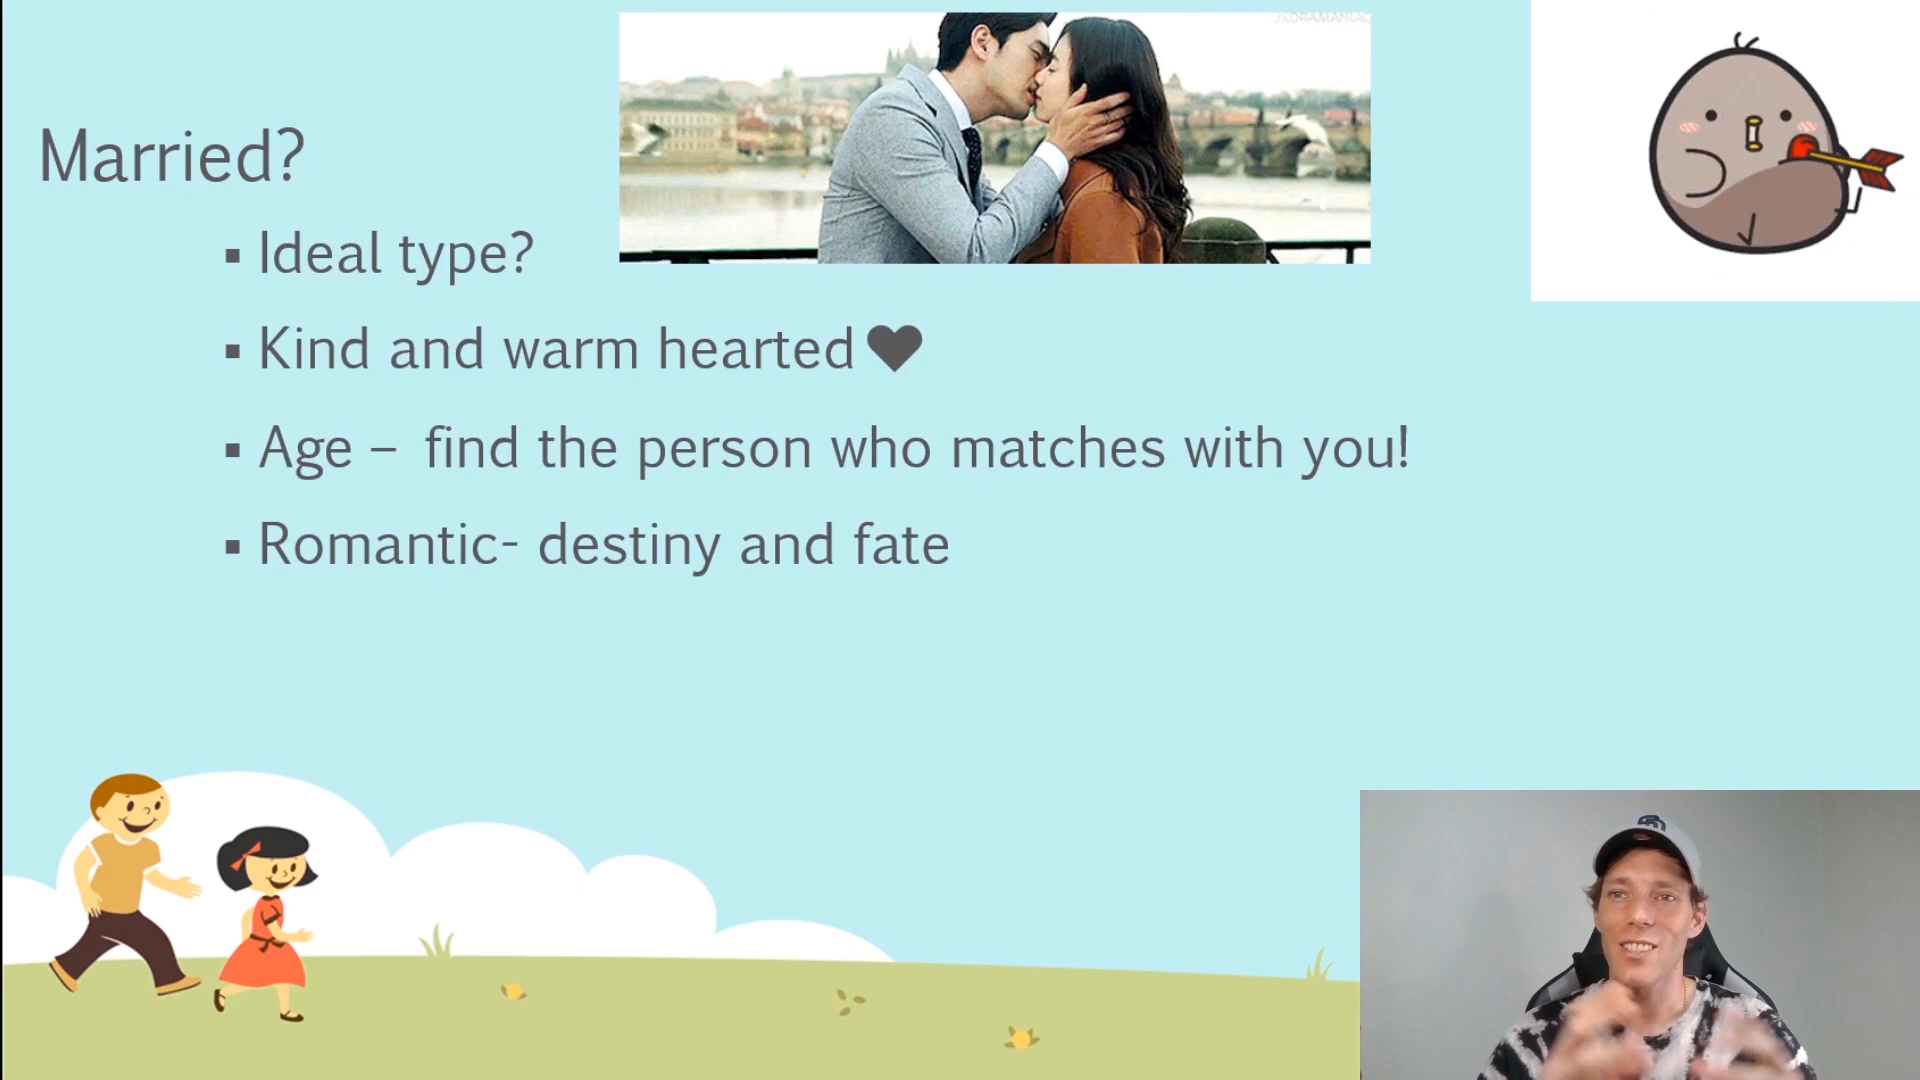 JKDRAMANIAC
Married?
▪ Ideal type?
▪ Kind and warm hearted♥
▪ Age – find the person who matches with you!
▪ Romantic- destiny and fate